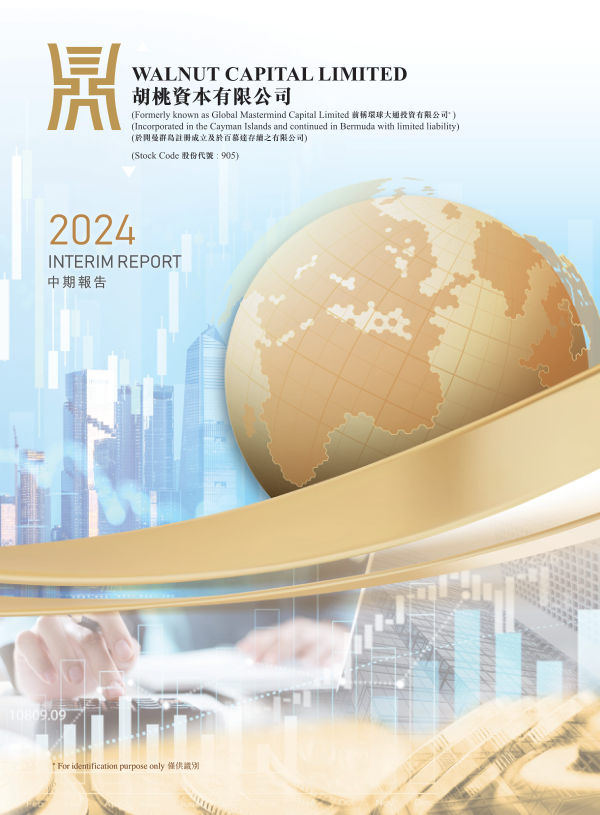 WALNUT CAPITAL LIMITED
胡桃資本有限公司
(Formerly known as Global Mastermind Capital Limited 前稱環球大通投資有限公司* )
(Incorporated in the Cayman Islands and continued in Bermuda with limited liability)
(於開曼群島註冊成立及於百慕達存續之有限公司)
(Stock Code 股份代號 : 905)
2024
INTERIM REPORT
中期報告
10809.09
* For identification purpose only 僅供識別